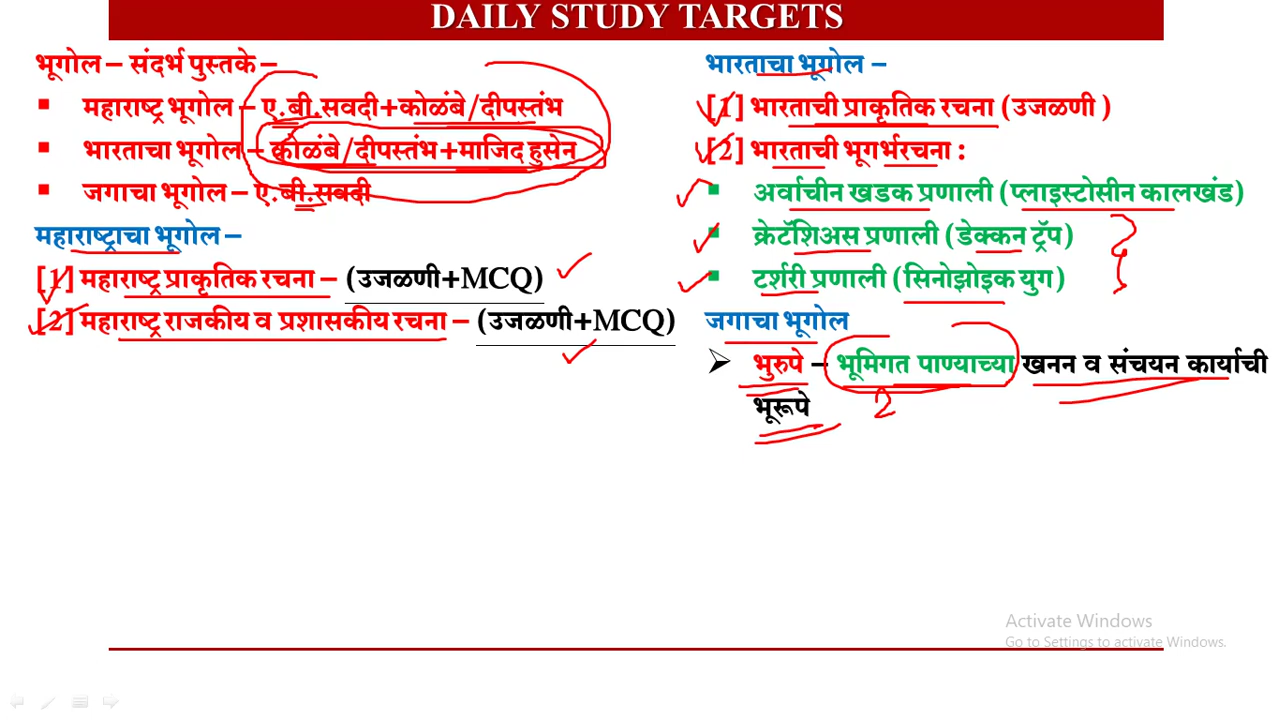 DAILY STUDY TARGETS
भूगोल – संदर्भ पुस्तके –
▪ महाराष्ट्र भूगोल – ए.बी.सवदी+कोळंबे/दीपस्तंभ
▪ भारताचा भूगोल – कोळंबे/दीपस्तंभ+माजिद हुसेन
▪ जगाचा भूगोल – ए.बी.सवदी
महाराष्ट्राचा भूगोल –
[1] महाराष्ट्र प्राकृतिक रचना – (उजळणी+MCQ)
[2] महाराष्ट्र राजकीय व प्रशासकीय रचना – (उजळणी+MCQ)
भारताचा भूगोल –
[1] भारताची प्राकृतिक रचना (उजळणी )
[2] भारताची भूगर्भरचना :
▪ अर्वाचीन खडक प्रणाली (प्लाइस्टोसीन कालखंड)
▪ क्रेटॅशिअस प्रणाली (डेक्कन ट्रॅप)
▪ टर्शरी प्रणाली (सिनोझोइक युग)
जगाचा भूगोल
➢ भुरुपे – भूमिगत पाण्याच्या खनन व संचयन कार्याची
भूरूपे
2
Activate Windows
Go to Settings to activate Windows.